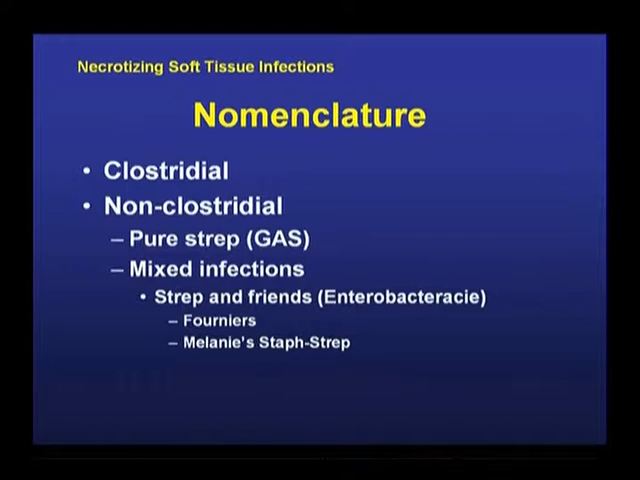 Necrotizing Soft Tissue Infections
Nomenclature
• Clostridial
• Non-clostridial
– Pure strep (GAS)
– Mixed infections
• Strep and friends (Enterobacteracie)
– Fourniers
– Melanie's Staph-Strep